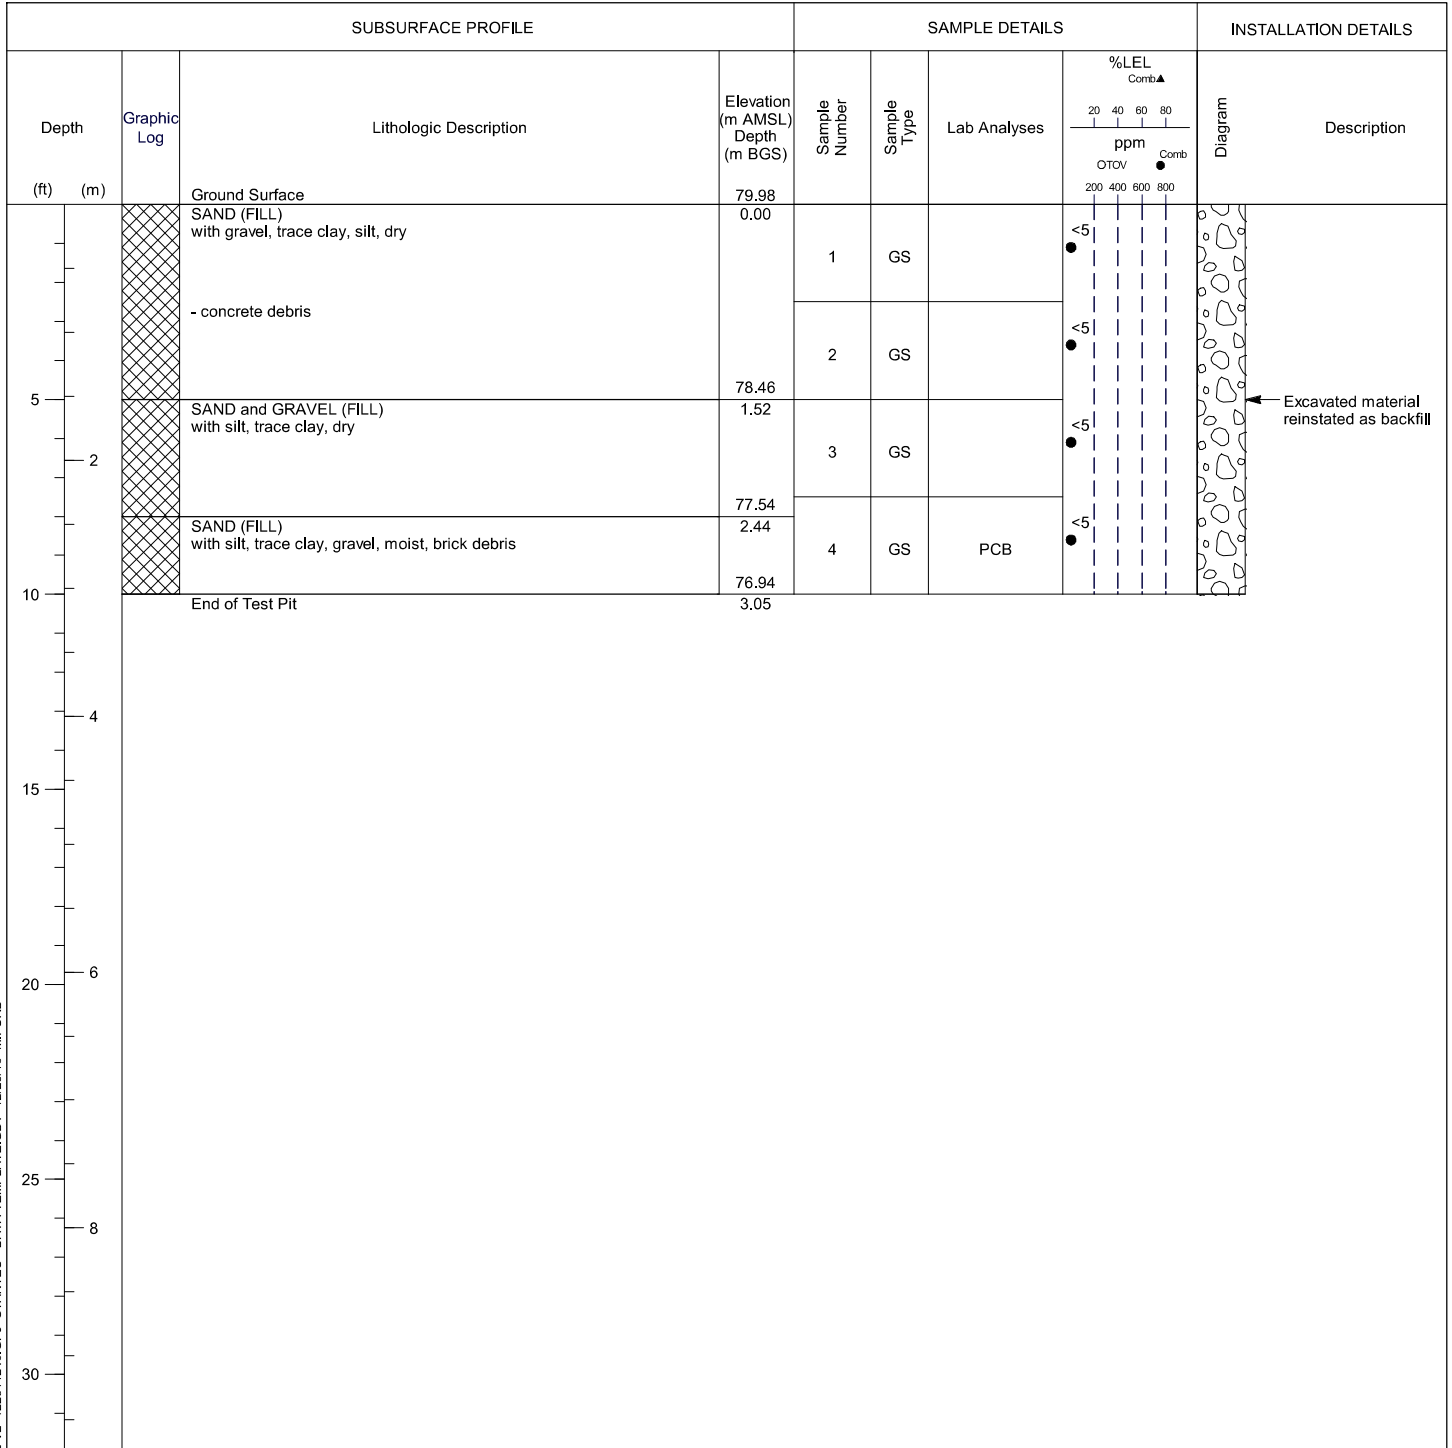 SUBSURFACE PROFILE
SAMPLE DETAILS
INSTALLATION DETAILS
Depth
(ft) (m)
Graphic
Log
Lithologic Description
Elevation
(m AMSL)
Depth
(m BGS)
Sample
Number
Sample
Type
Lab Analyses
%LEL
Comb▲
20 40 60 80
ppm
OTOV
● Comb
200 400 600 800
Diagram
Description
Ground Surface
79.98
SAND (FILL)
0.00
with gravel, trace clay, silt, dry
1 GS <5
- concrete debris
2 GS <5
78.46
5
SAND and GRAVEL (FILL)
1.52
with silt, trace clay, dry
Excavated material
reinstated as backfill
2
3 GS <5
77.54
SAND (FILL)
2.44
with silt, trace clay, gravel, moist, brick debris
4 GS PCB <5
76.94
10
End of Test Pit
3.05
4
15
6
20
25
8
30